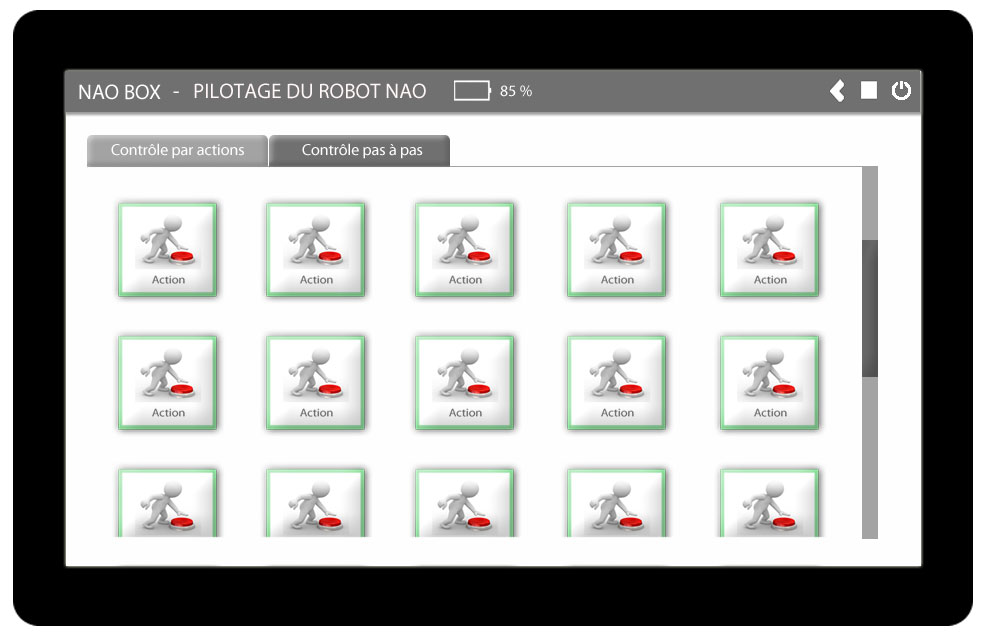 NAO BOX - PILOTAGE DU ROBOT NAO 85 %
Contrôle par actions Contrôle pas à pas
Action Action Action Action Action
Action Action Action Action Action